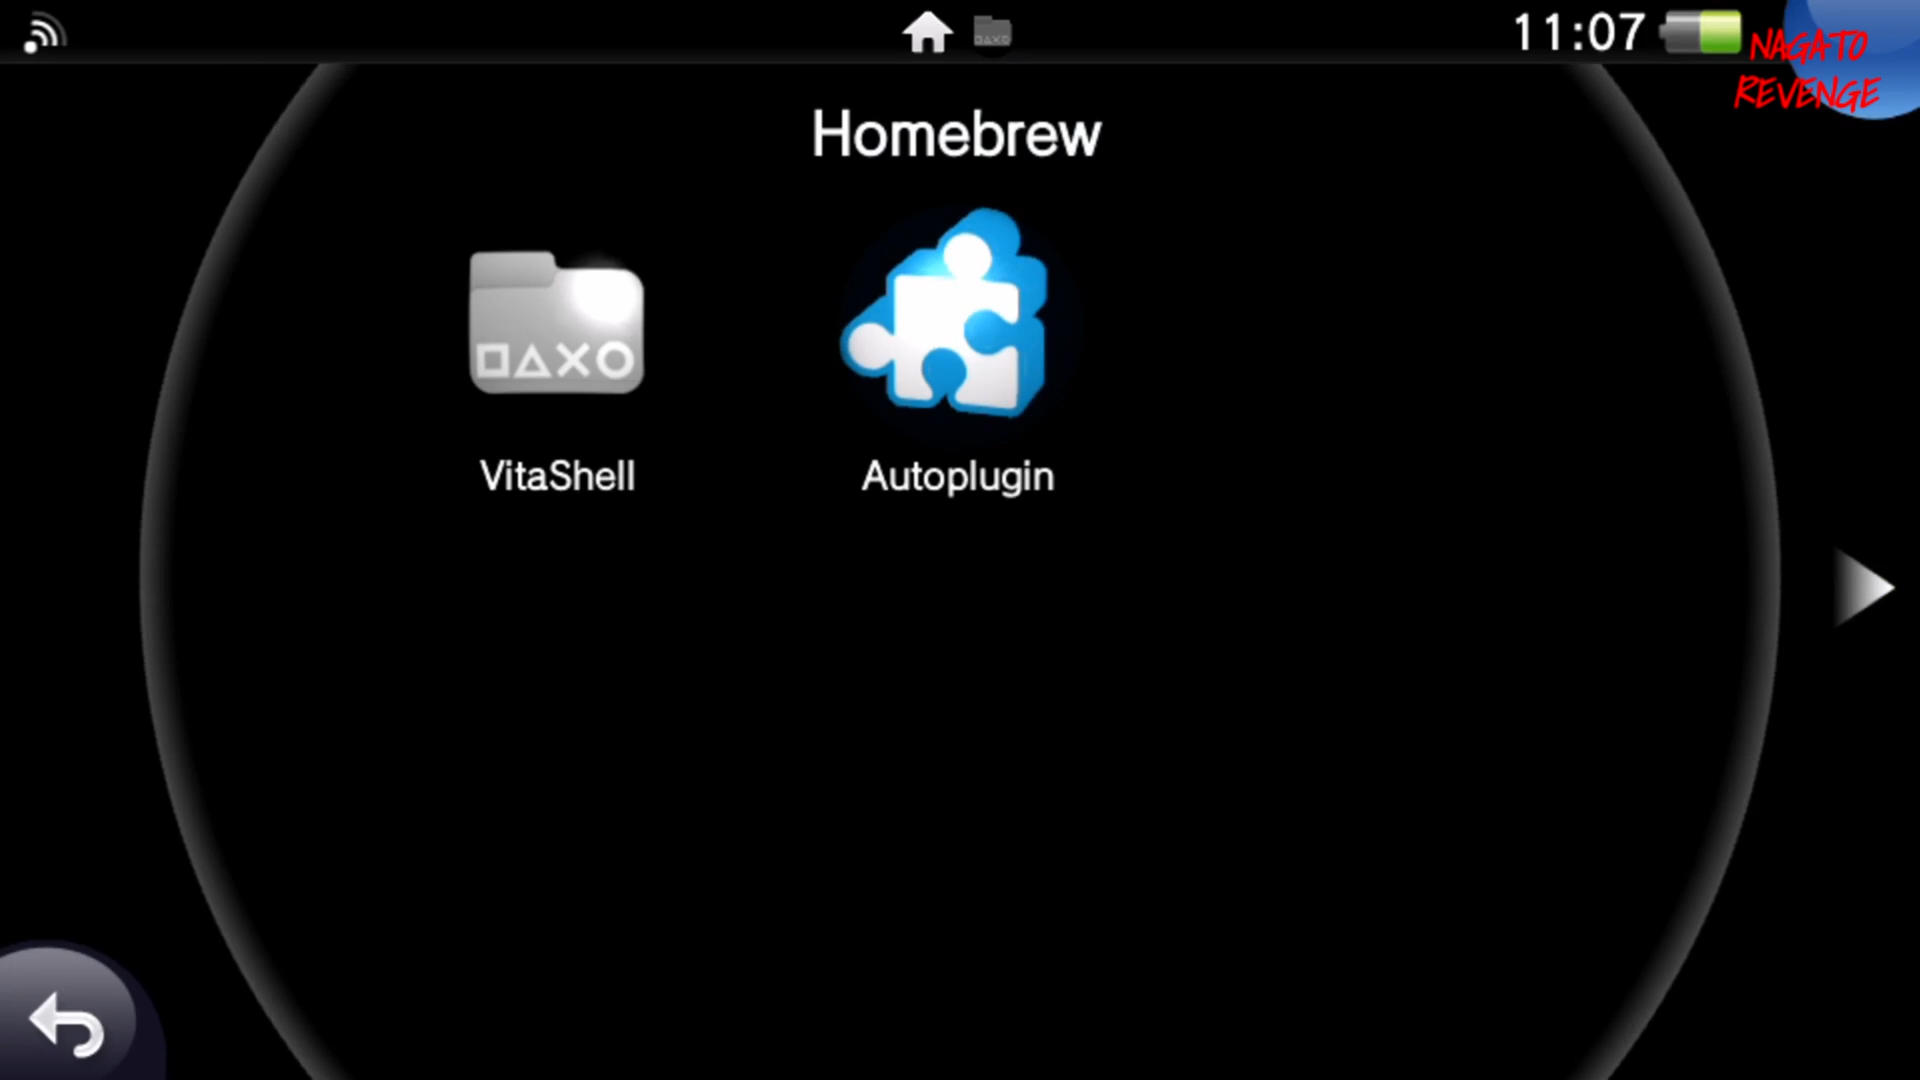 11:07
NAGATO
REVENGE
Homebrew
VitaShell
Autoplugin